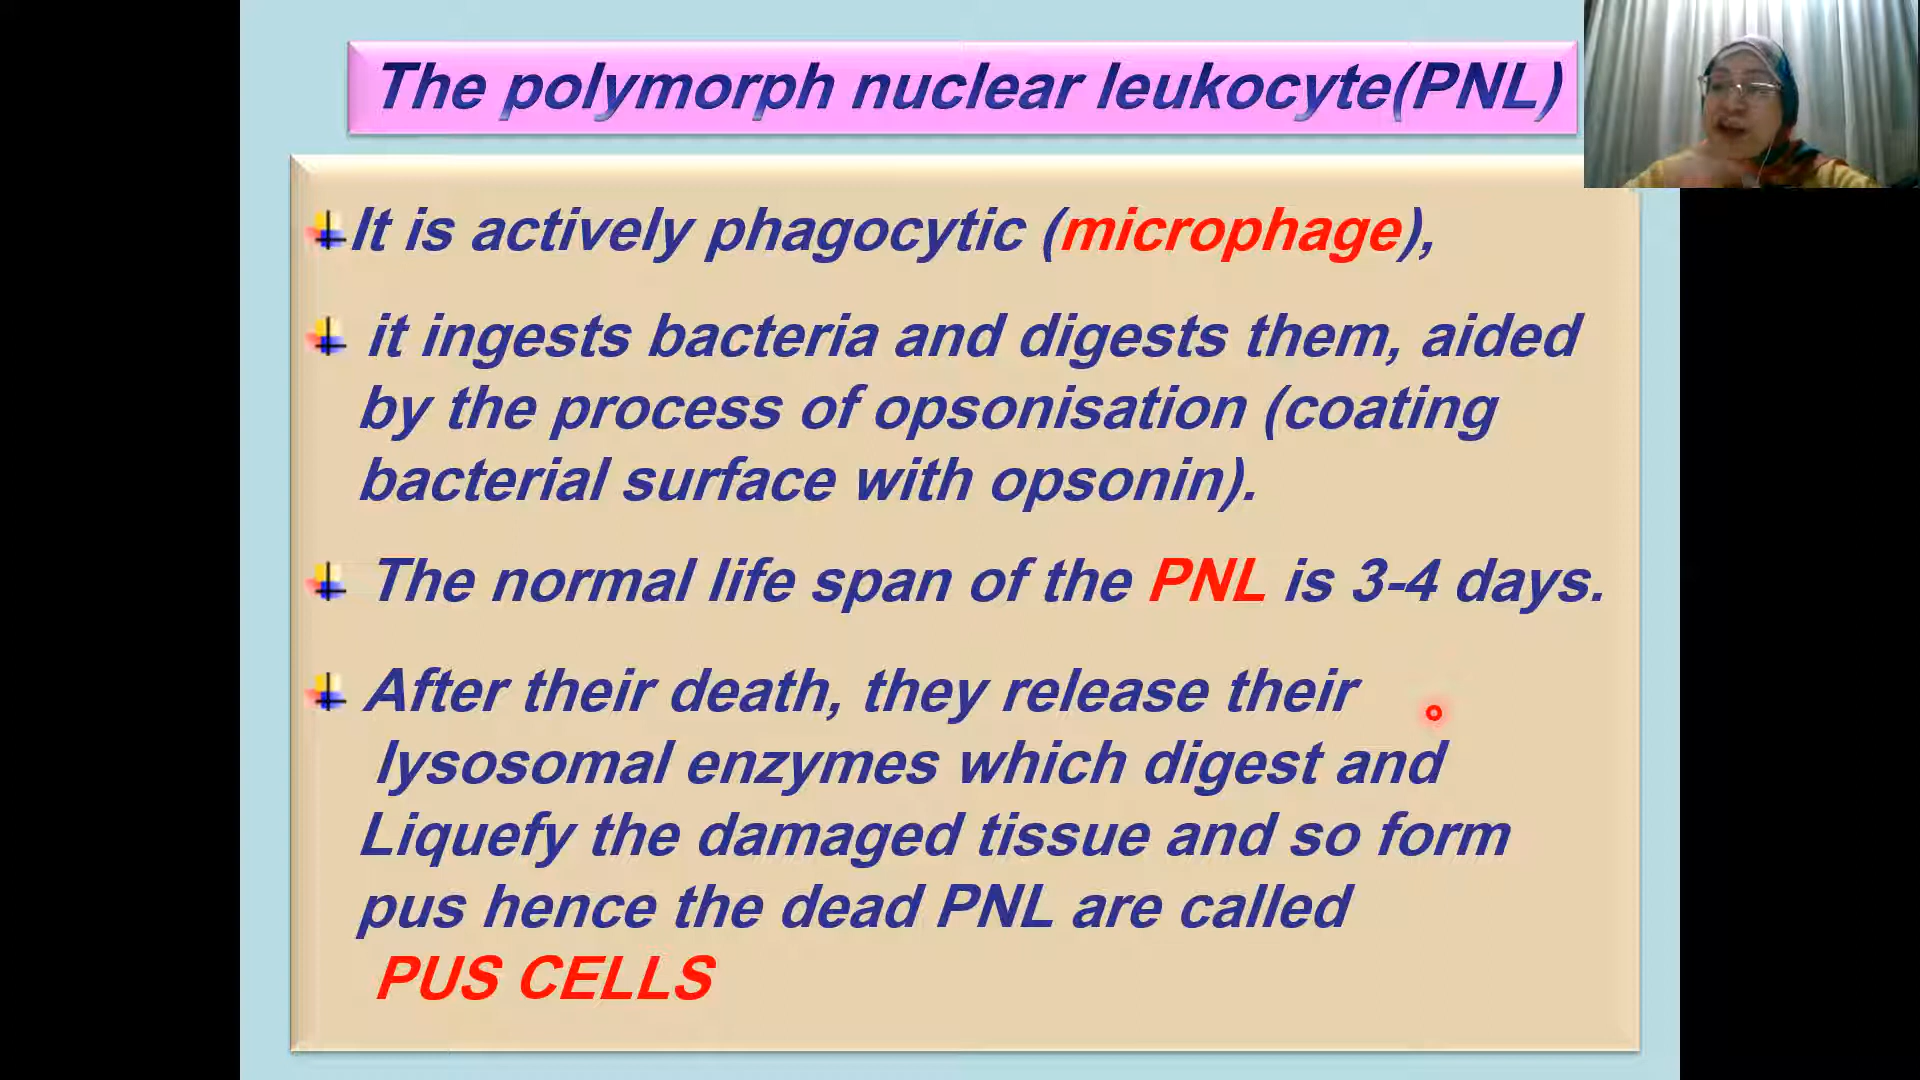 The polymorph nuclear leukocyte(PNL)
It is actively phagocytic (microphage),
it ingests bacteria and digests them, aided
by the process of opsonisation (coating
bacterial surface with opsonin).
The normal life span of the PNL is 3-4 days.
After their death, they release their
lysosomal enzymes which digest and
Liquefy the damaged tissue and so form
pus hence the dead PNL are called
PUS CELLS